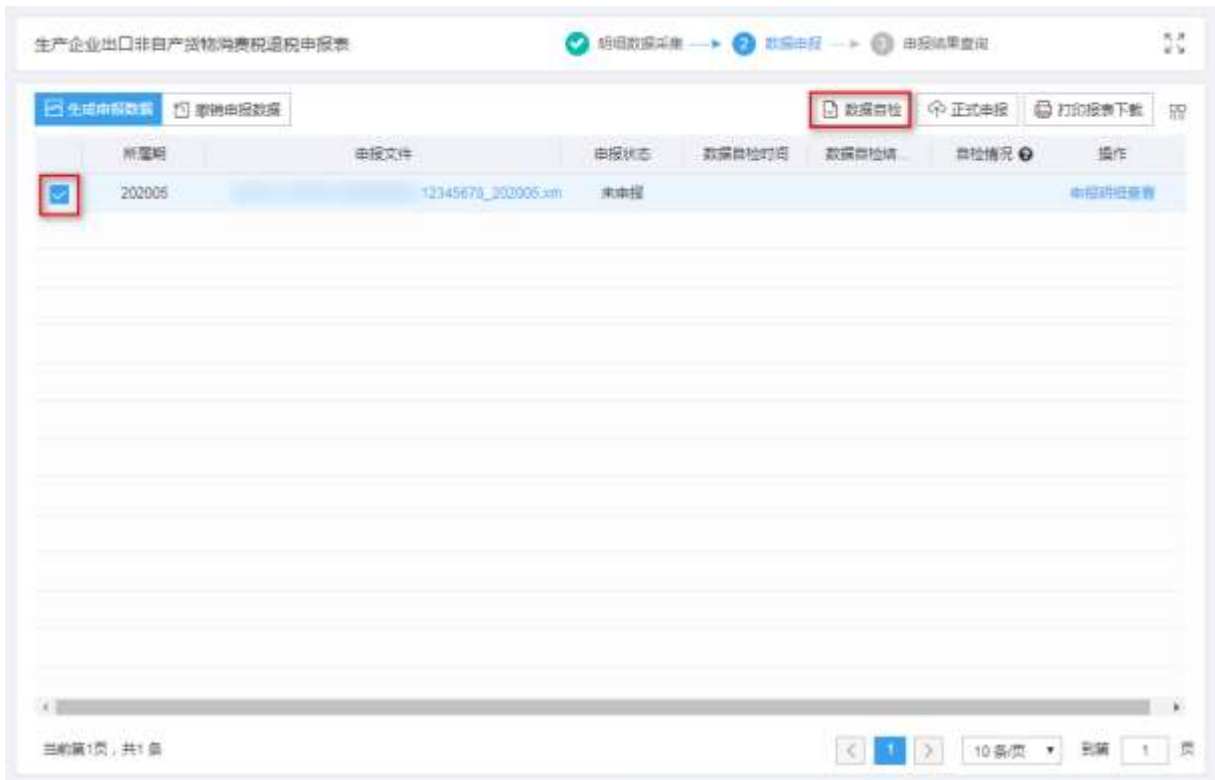 生产企业出口非自产货物消费税退税申报表 明细数据采集 2 数据申报 3 申报结果查询
生成申报数据 撤销申报数据 数据自检 正式申报 打印报表下载
所属期 申报文件 申报状态 数据自检时间 数据自检结... 自检情况 操作
202005 12345678_202005.xm 未申报 申报明细查看
当前第1页，共1 条 1 10 条/页 到第 1 页